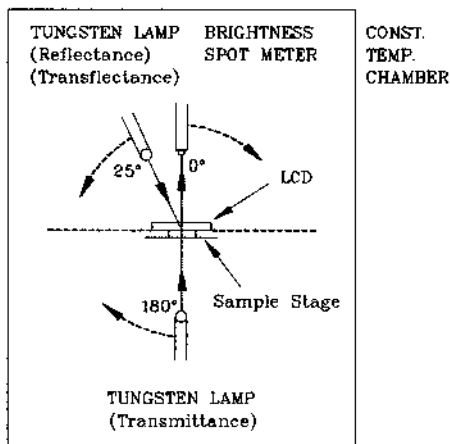 TUNGSTEN LAMP
(Reflectance)
(Transflectance)
BRIGHTNESS
SPOT METER
CONST.
TEMP.
CHAMBER
25°
0°
LCD
180°
Sample Stage
TUNGSTEN LAMP
(Transmittance)